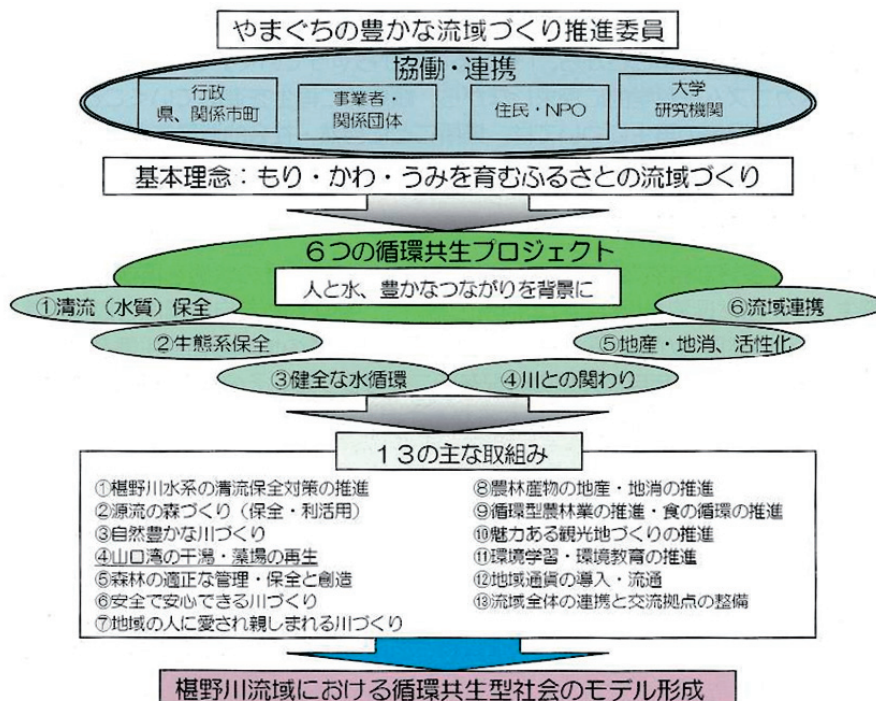 やまぐちの豊かな流域づくり推進委員
協働・連携
行政
県、関係市町
事業者・
関係団体
住民・NPO
大学
研究機関
基本理念：もり・かわ・うみを育むふるさとの流域づくり
６つの循環共生プロジェクト
人と水、豊かなつながりを背景に
①清流（水質）保全
②生態系保全
③健全な水循環
④川との関わり
⑤地産・地消、活性化
⑥流域連携
１３の主な取組み
①椹野川水系の清流保全対策の推進
②源流の森づくり（保全・利活用）
③自然豊かな川づくり
④山口湾の干潟・藻場の再生
⑤森林の適正な管理・保全と創造
⑥安全で安心できる川づくり
⑦地域の人に愛され親しまれる川づくり
⑧農林産物の地産・地消の推進
⑨循環型農林業の推進・食の循環の推進
⑩魅力ある観光地づくりの推進
⑪環境学習・環境教育の推進
⑫地域通貨の導入・流通
⑬流域全体の連携と交流拠点の整備
椹野川流域における循環共生型社会のモデル形成